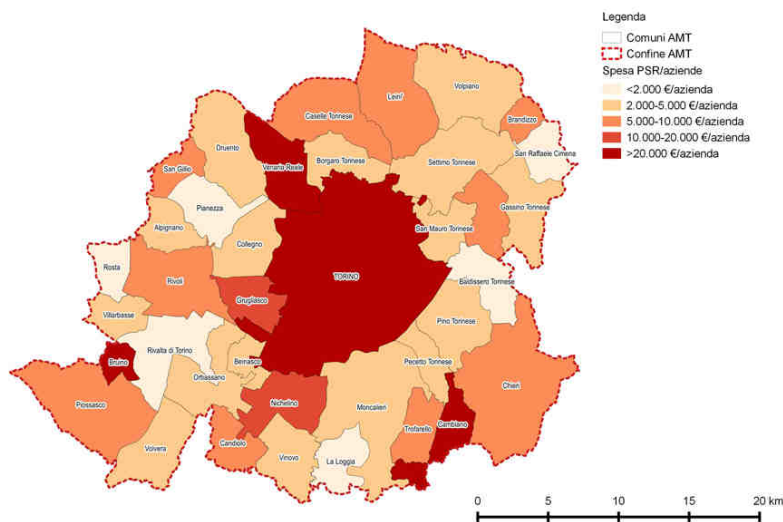 Legenda
Comuni AMT
Confine AMT
Spesa PSR/aziende
<2.000 €/azienda
2.000-5.000 €/azienda
5.000-10.000 €/azienda
10.000-20.000 €/azienda
>20.000 €/azienda
Leinì
Volpiano
Caselle Torinese
Brandizzo
Druento
Venaria Reale
Borgaro Torinese
Settimo Torinese
San Raffaele Cimena
San Gillio
Pianezza
Gassino Torinese
Alpignano
Collegno
San Mauro Torinese
Rosta
Rivoli
TORINO
Baldissero Torinese
Grugliasco
Villarbasse
Pino Torinese
Bruino
Rivalta di Torino
Beinasco
Pecetto Torinese
Orbassano
Chieri
Piossasco
Nichelino
Moncalieri
Cambiano
Trofarello
Volvera
Candiolo
Vinovo
La Loggia
0 5 10 15 20 km